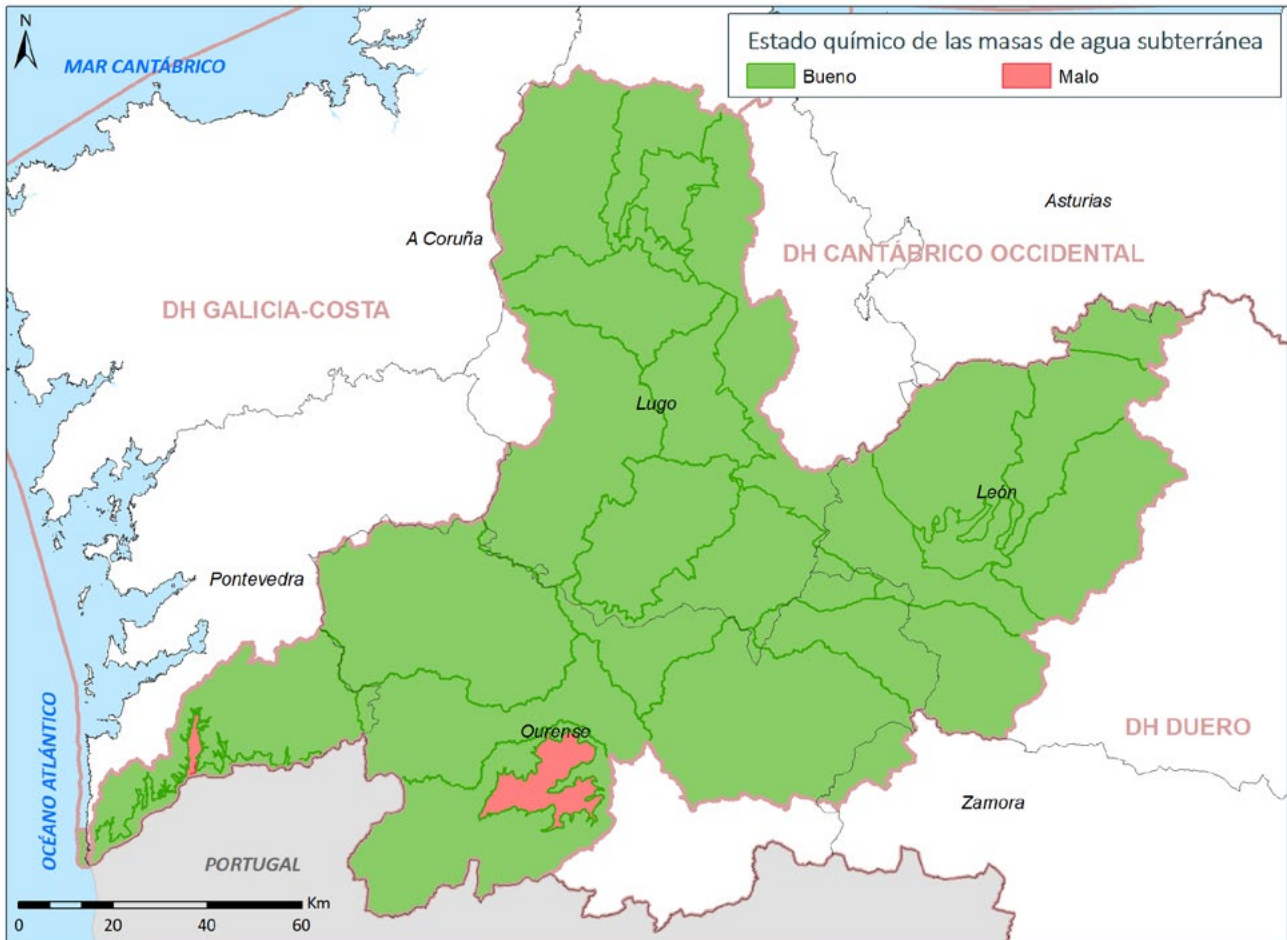 N
MAR CANTÁBRICO
Estado químico de las masas de agua subterránea
Bueno
Malo
Asturias
A Coruña
DH CANTÁBRICO OCCIDENTAL
DH GALICIA-COSTA
Lugo
León
Pontevedra
OCÉANO ATLÁNTICO
Ourense
DH DUERO
Zamora
PORTUGAL
Km
0 20 40 60